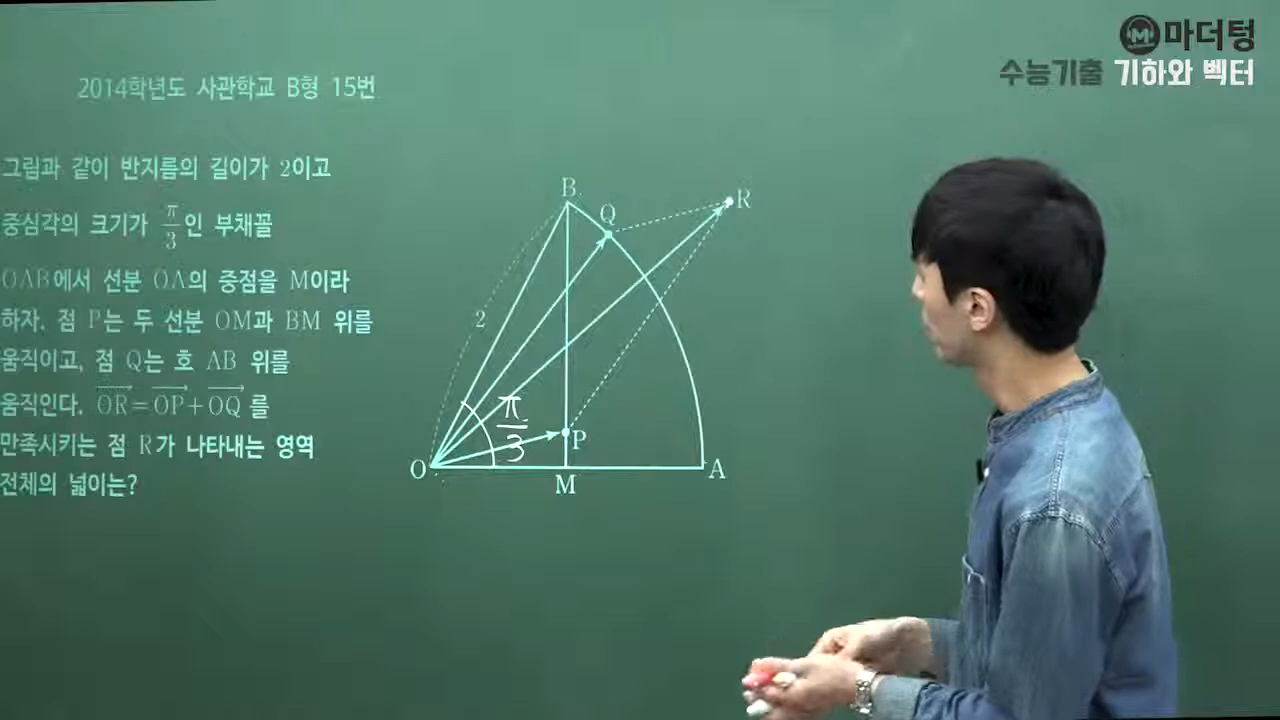 마더텅
수능기출 기하와 벡터
2014학년도 사관학교 B형 15번
그림과 같이 반지름의 길이가 2이고
중심각의 크기가 π/3인 부채꼴
OAB에서 선분 OA의 중점을 M이라
하자. 점 P는 두 선분 OM과 BM 위를
움직이고, 점 Q는 호 AB 위를
움직인다. OR=OP+OQ 를
만족시키는 점 R가 나타내는 영역
전체의 넓이는?
B
Q
R
2
π/3
P
O
M
A